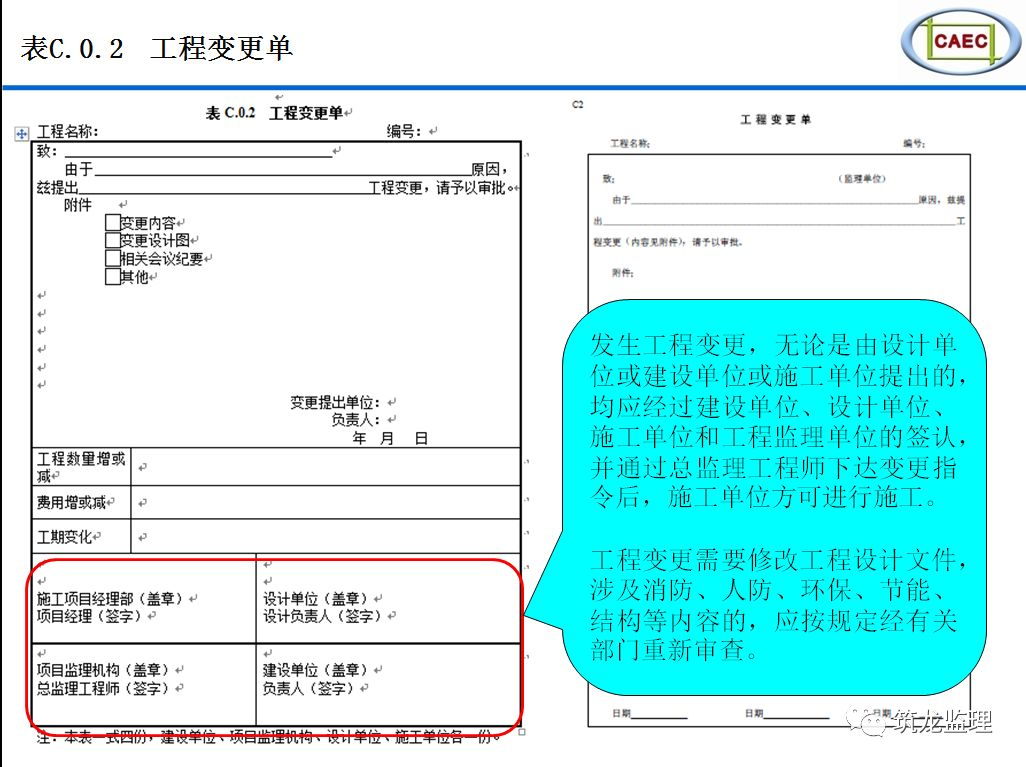 表C.0.2 工程变更单
CAEC
表 C.0.2 工程变更单
工程名称： 编号：
致：
由于 原因，
兹提出 工程变更，请予以审批。
附件
变更内容
变更设计图
相关会议纪要
其他
变更提出单位：
负责人：
年 月 日
工程数量增或
减
费用增或减
工期变化
施工项目经理部（盖章）
项目经理（签字）
设计单位（盖章）
设计负责人（签字）
项目监理机构（盖章）
总监理工程师（签字）
建设单位（盖章）
负责人（签字）
注：本表一式四份，建设单位、项目监理机构、设计单位、施工单位各一份。
C2
工程变更单
工程名称： 编号：
致： （监理单位）
由于 原因，兹提
出 工
程变更（内容见附件），请予以审批。
附件：
发生工程变更，无论是由设计单
位或建设单位或施工单位提出的，
均应经过建设单位、设计单位、
施工单位和工程监理单位的签认，
并通过总监理工程师下达变更指
令后，施工单位方可进行施工。
工程变更需要修改工程设计文件，
涉及消防、人防、环保、节能、
结构等内容的，应按规定经有关
部门重新审查。
日期 日期 日期
筑龙监理